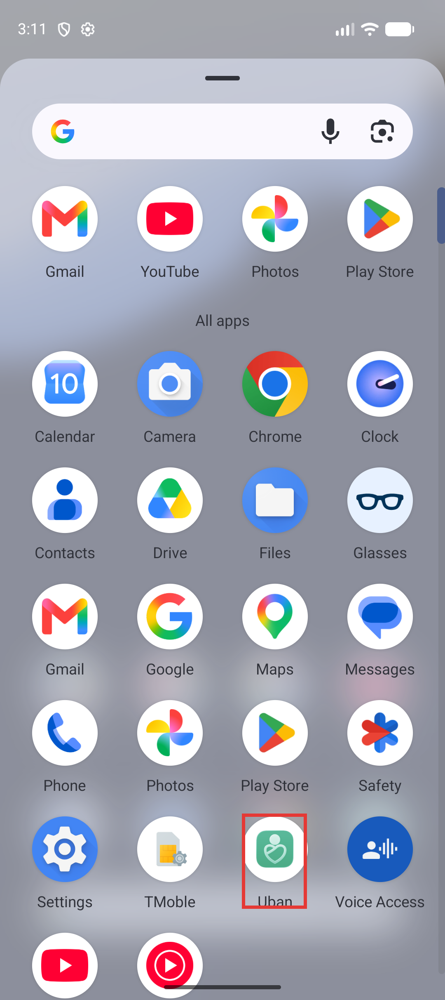 3:11
Gmail YouTube Photos Play Store
All apps
10
Calendar Camera Chrome Clock
Contacts Drive Files Glasses
Gmail Google Maps Messages
Phone Photos Play Store Safety
Settings TMoble Uban Voice Access